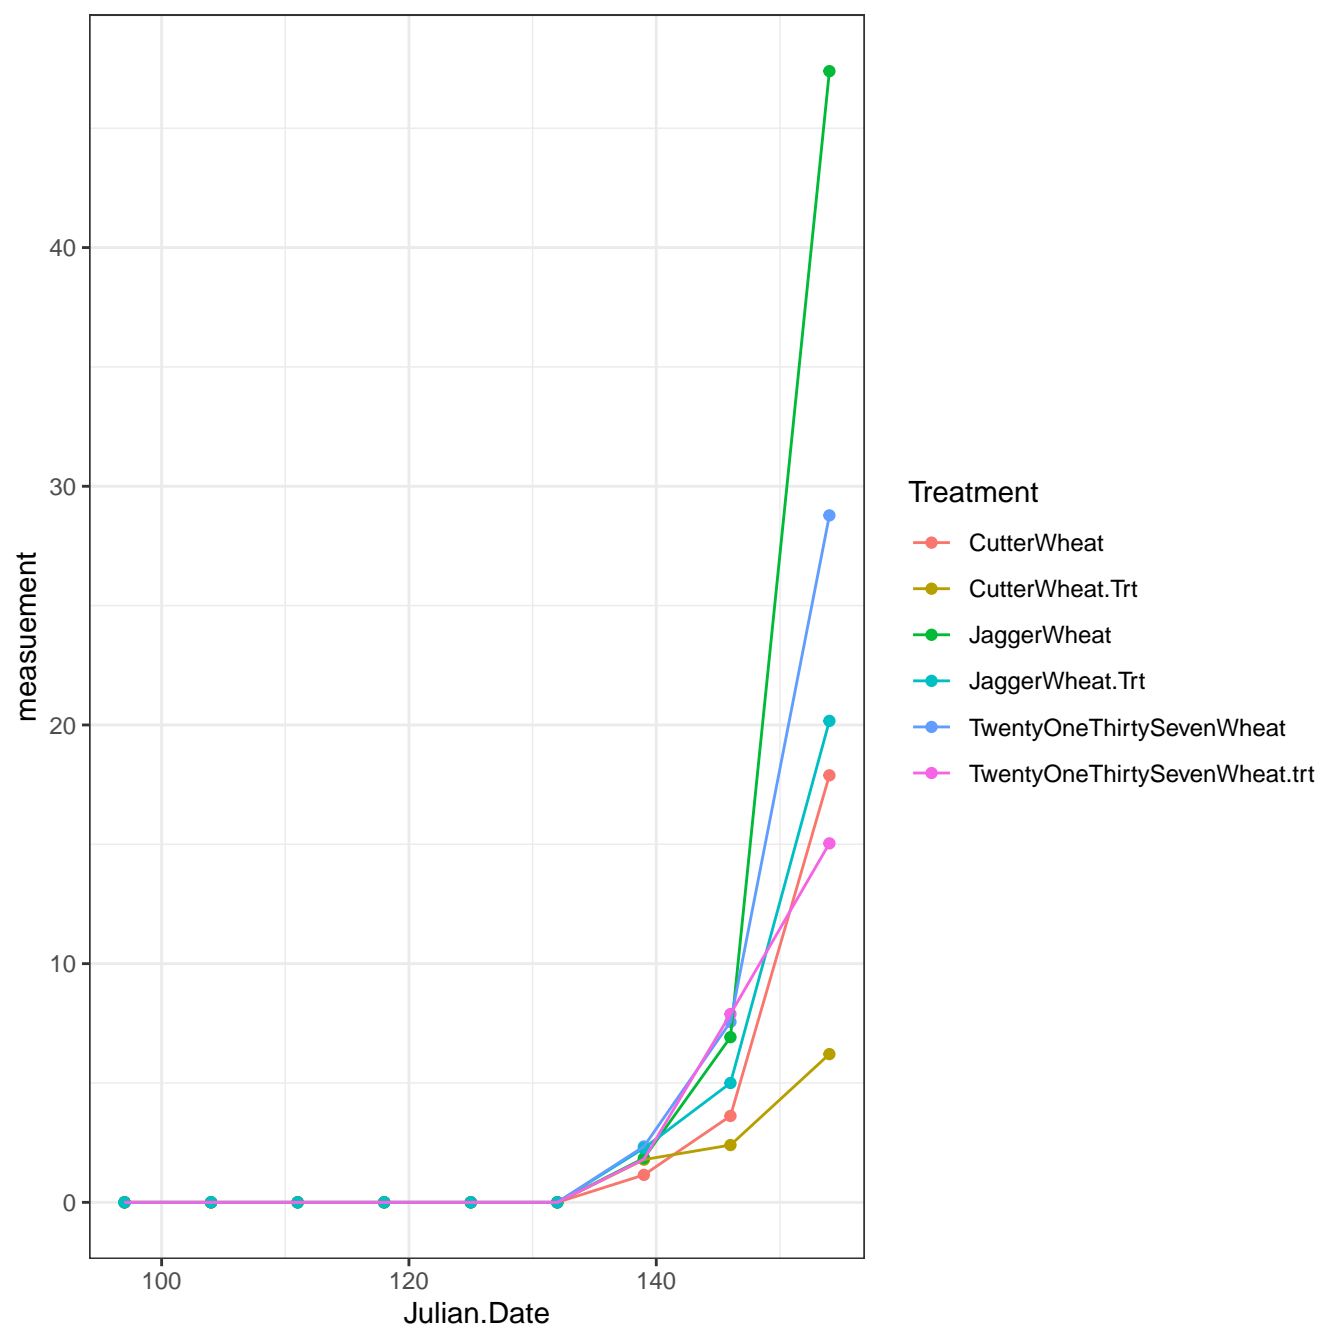 40
30
20
10
0
measuement
100
120
140
Julian.Date
Treatment
CutterWheat
CutterWheat.Trt
JaggerWheat
JaggerWheat.Trt
TwentyOneThirtySevenWheat
TwentyOneThirtySevenWheat.trt